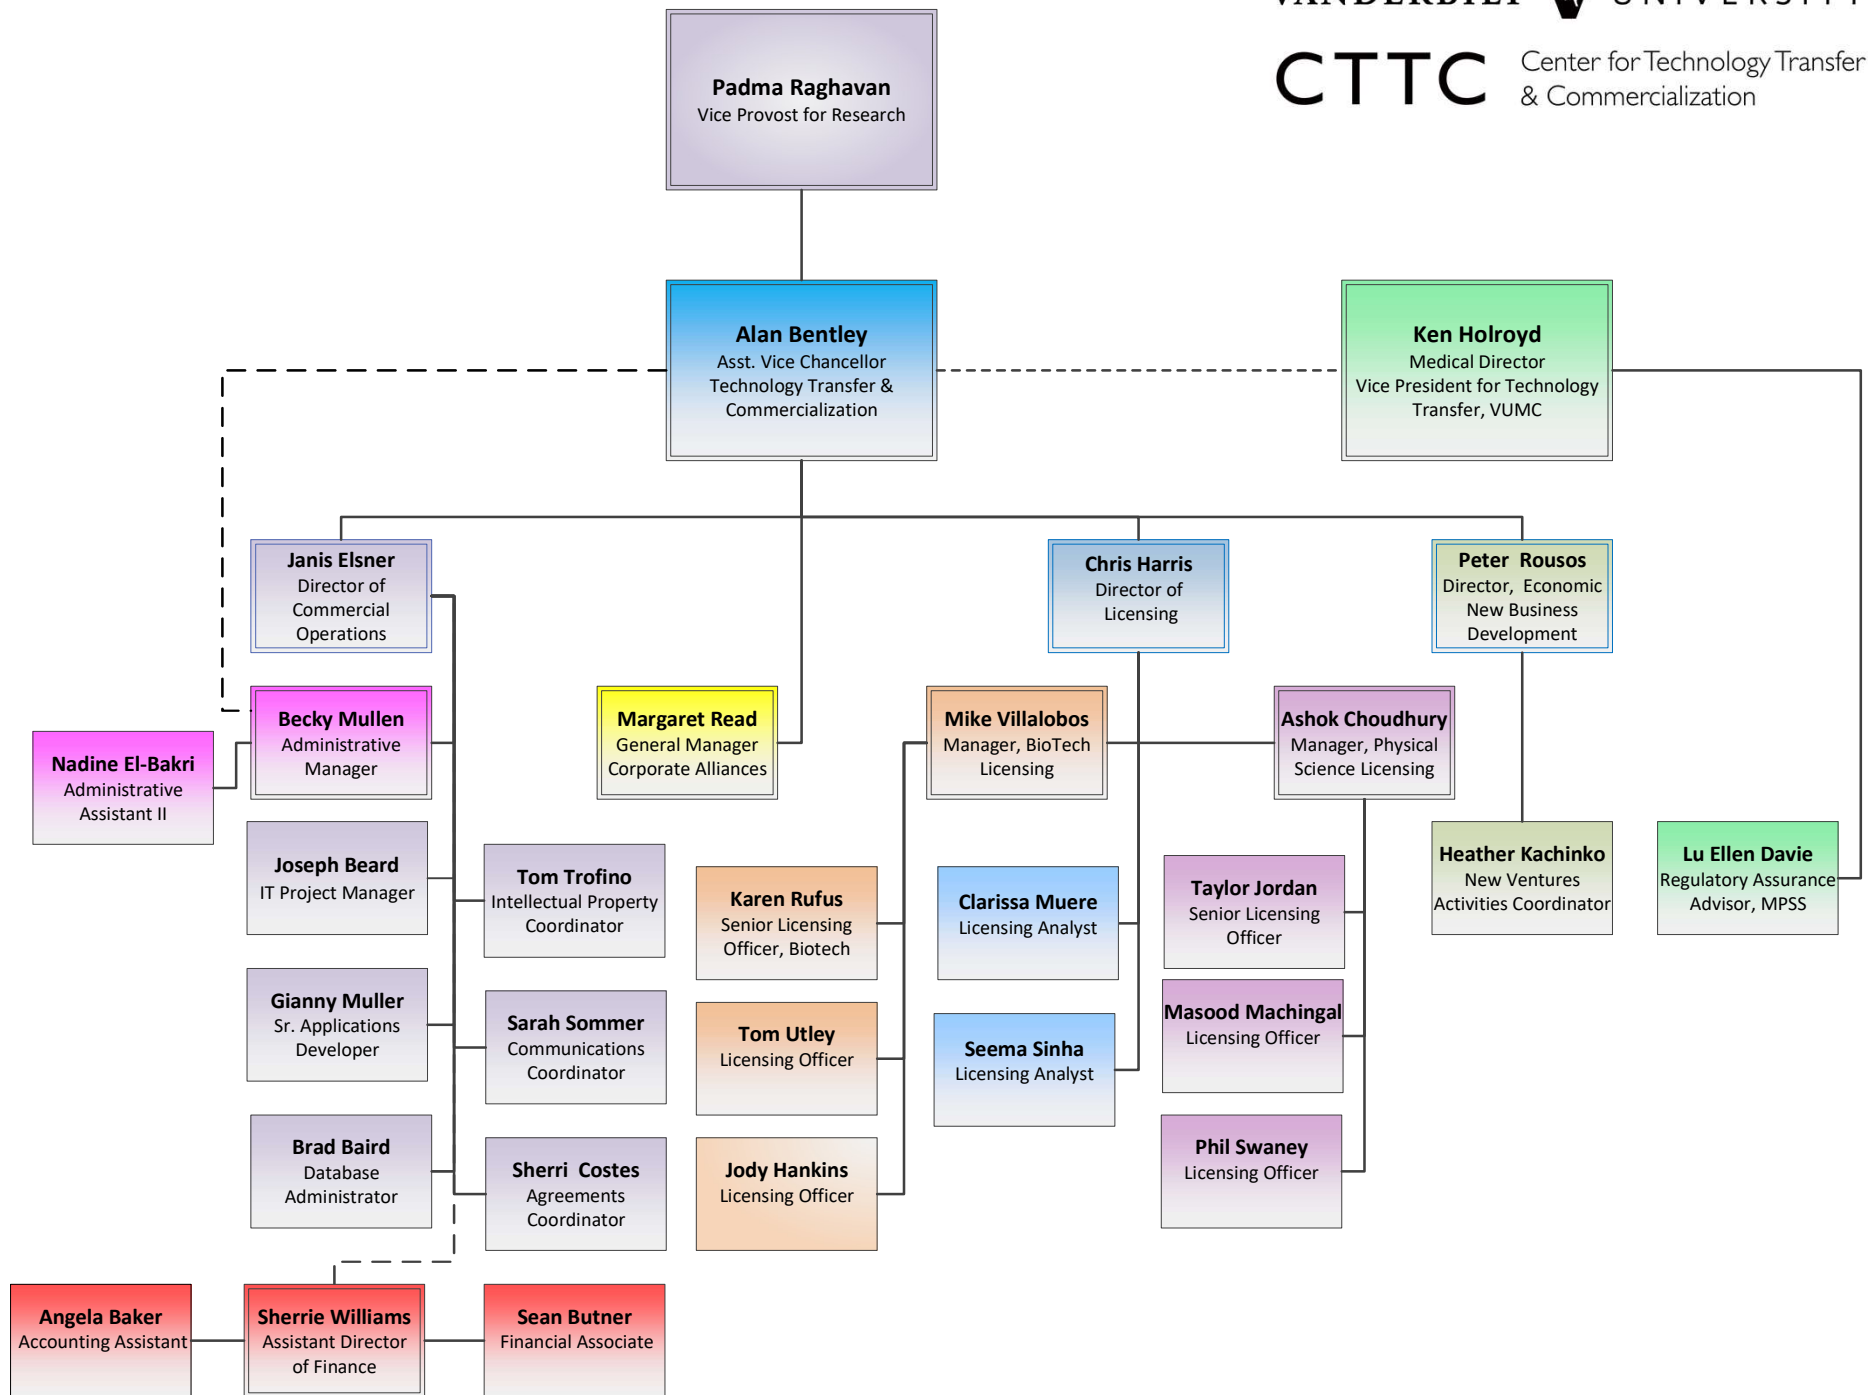 VANDERBILT UNIVERSITY
CTTC
Center for Technology Transfer
& Commercialization
Padma Raghavan
Vice Provost for Research
Alan Bentley
Asst. Vice Chancellor
Technology Transfer &
Commercialization
Ken Holroyd
Medical Director
Vice President for Technology
Transfer, VUMC
Janis Elsner
Director of
Commercial
Operations
Chris Harris
Director of
Licensing
Peter  Rousos
Director,  Economic
New Business
Development
Nadine El-Bakri
Administrative
Assistant II
Becky Mullen
Administrative
Manager
Margaret Read
General Manager
Corporate Alliances
Mike Villalobos
Manager, BioTech
Licensing
Ashok Choudhury
Manager, Physical
Science Licensing
Joseph Beard
IT Project Manager
Tom Trofino
Intellectual Property
Coordinator
Karen Rufus
Senior Licensing
Officer, Biotech
Clarissa Muere
Licensing Analyst
Taylor Jordan
Senior Licensing
Officer
Heather Kachinko
New Ventures
Activities Coordinator
Lu Ellen Davie
Regulatory Assurance
Advisor, MPSS
Gianny Muller
Sr. Applications
Developer
Sarah Sommer
Communications
Coordinator
Tom Utley
Licensing Officer
Seema Sinha
Licensing Analyst
Masood Machingal
Licensing Officer
Brad Baird
Database
Administrator
Sherri  Costes
Agreements
Coordinator
Jody Hankins
Licensing Officer
Phil Swaney
Licensing Officer
Angela Baker
Accounting Assistant
Sherrie Williams
Assistant Director
of Finance
Sean Butner
Financial Associate